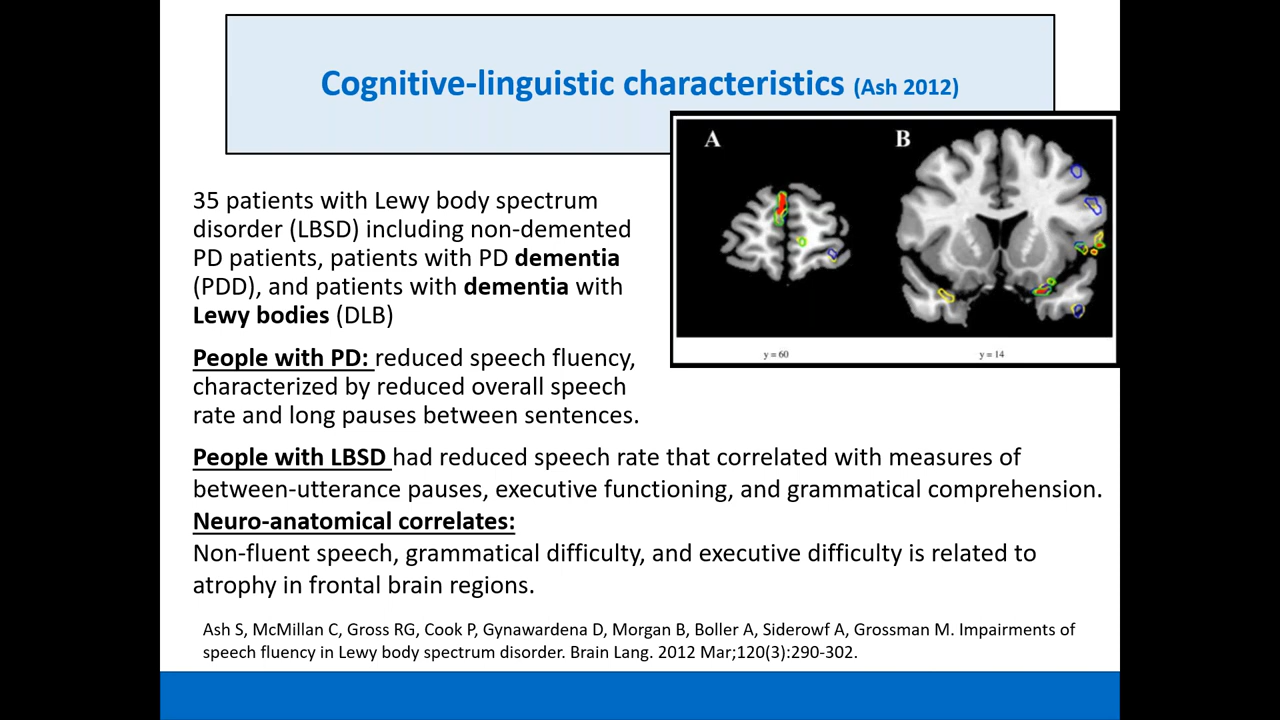 Cognitive-linguistic characteristics (Ash 2012)
A
B
y = 60
y = 14
35 patients with Lewy body spectrum
disorder (LBSD) including non-demented
PD patients, patients with PD dementia
(PDD), and patients with dementia with
Lewy bodies (DLB)
People with PD: reduced speech fluency,
characterized by reduced overall speech
rate and long pauses between sentences.
People with LBSD had reduced speech rate that correlated with measures of
between-utterance pauses, executive functioning, and grammatical comprehension.
Neuro-anatomical correlates:
Non-fluent speech, grammatical difficulty, and executive difficulty is related to
atrophy in frontal brain regions.
Ash S, McMillan C, Gross RG, Cook P, Gynawardena D, Morgan B, Boller A, Siderowf A, Grossman M. Impairments of
speech fluency in Lewy body spectrum disorder. Brain Lang. 2012 Mar;120(3):290-302.